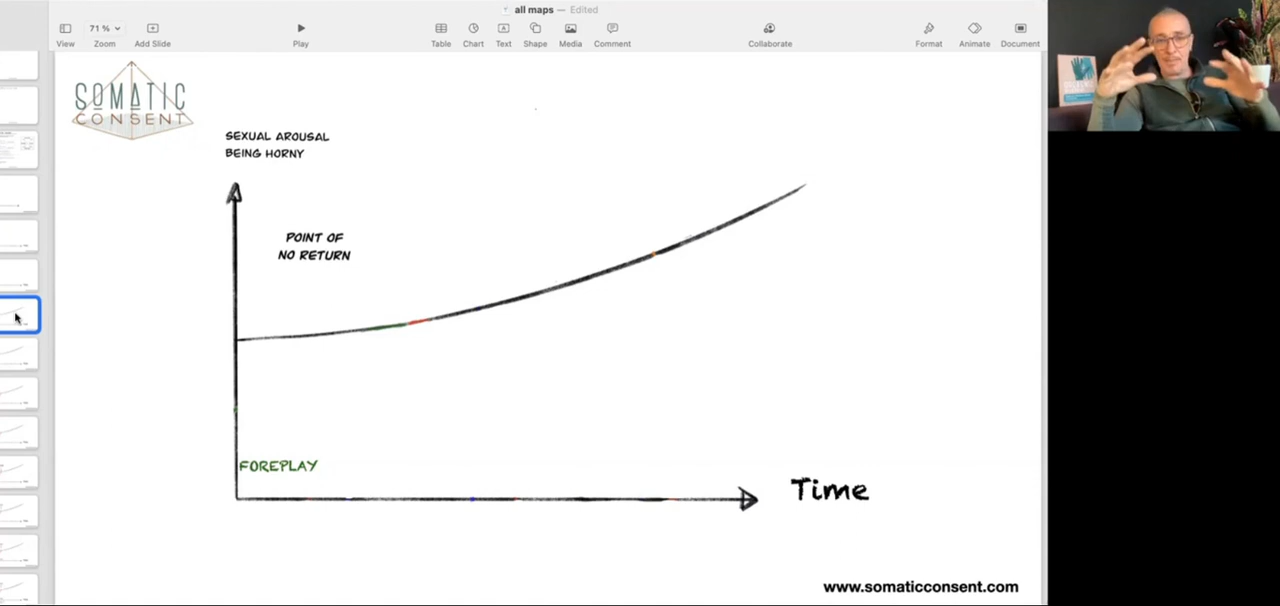 all maps — Edited
71 %
View
Zoom
Add Slide
Play
Table
Chart
Text
Shape
Media
Comment
Collaborate
Format
Animate
Document
SOMATIC
CONSENT
SEXUAL AROUSAL
BEING HORNY
POINT OF
NO RETURN
FOREPLAY
Time
www.somaticconsent.com